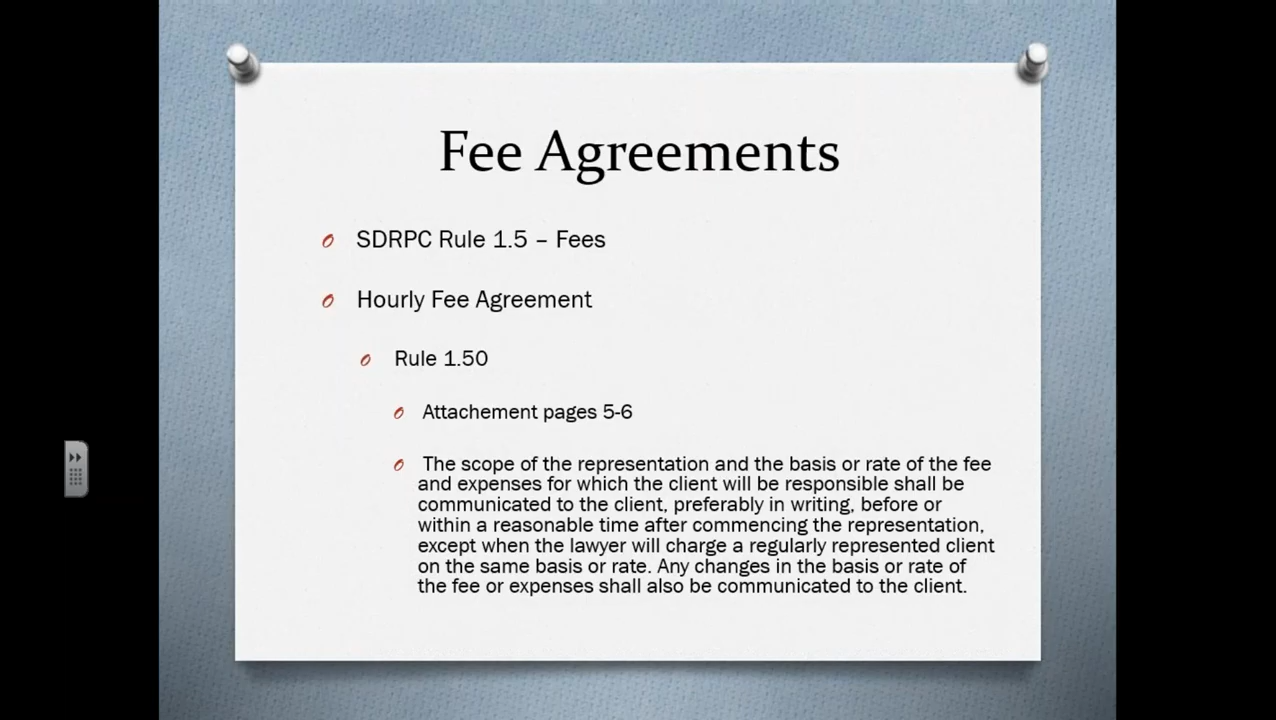 Fee Agreements
SDRPC Rule 1.5 – Fees
Hourly Fee Agreement
Rule 1.50
Attachement pages 5-6
The scope of the representation and the basis or rate of the fee
and expenses for which the client will be responsible shall be
communicated to the client, preferably in writing, before or
within a reasonable time after commencing the representation,
except when the lawyer will charge a regularly represented client
on the same basis or rate. Any changes in the basis or rate of
the fee or expenses shall also be communicated to the client.